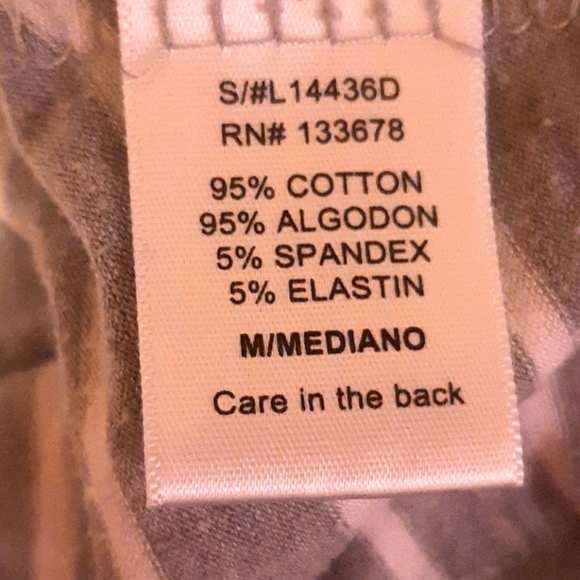 S/#L14436D
RN# 133678
95% COTTON
95% ALGODON
5% SPANDEX
5% ELASTIN
M/MEDIANO
Care in the back